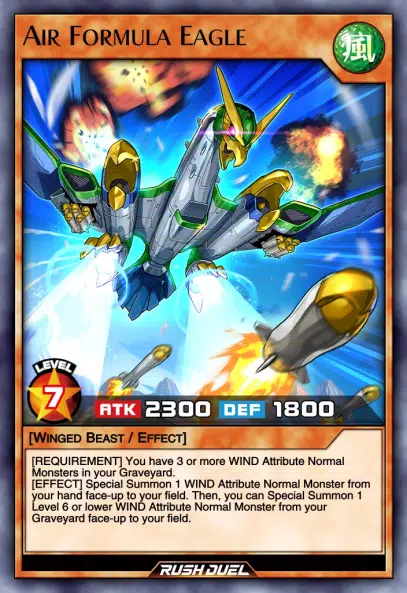 AIR FORMULA EAGLE
風
LEVEL
7
ATK 2300 DEF 1800
[WINGED BEAST / EFFECT]
[REQUIREMENT] You have 3 or more WIND Attribute Normal
Monsters in your Graveyard.
[EFFECT] Special Summon 1 WIND Attribute Normal Monster from
your hand face-up to your field. Then, you can Special Summon 1
Level 6 or lower WIND Attribute Normal Monster from your
Graveyard face-up to your field.
RUSH DUEL